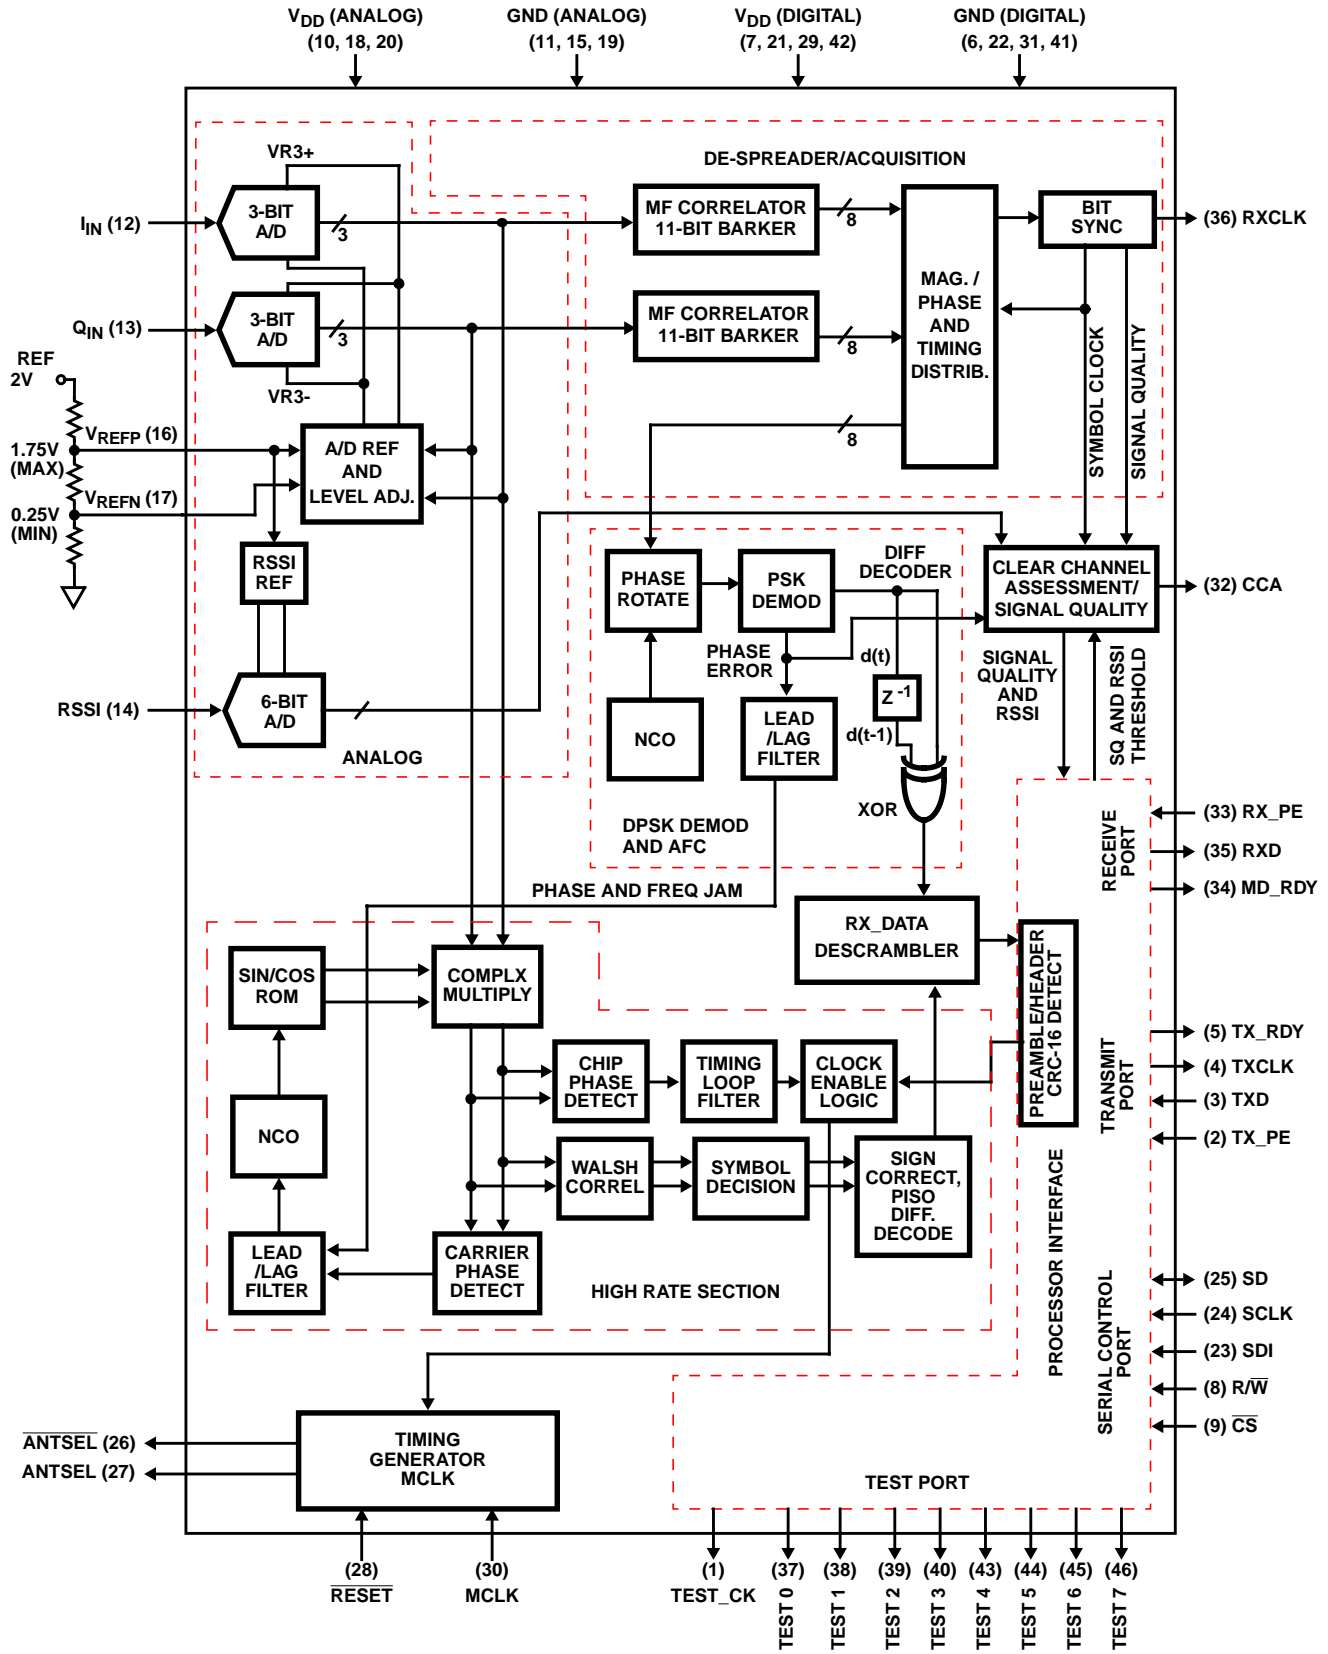 VDD (ANALOG)
(10, 18, 20)
GND (ANALOG)
(11, 15, 19)
VDD (DIGITAL)
(7, 21, 29, 42)
GND (DIGITAL)
(6, 22, 31, 41)
DE-SPREADER/ACQUISITION
VR3+
IIN (12)
3-BIT
A/D
3
MF CORRELATOR
11-BIT BARKER
8
BIT
SYNC
(36) RXCLK
QIN (13)
3-BIT
A/D
3
MF CORRELATOR
11-BIT BARKER
8
MAG. /
PHASE
AND
TIMING
DISTRIB.
SYMBOL CLOCK
SIGNAL QUALITY
VR3-
REF
2V
VREFP (16)
1.75V
(MAX)
VREFN (17)
0.25V
(MIN)
A/D REF
AND
LEVEL ADJ.
8
RSSI
REF
PHASE
ROTATE
PSK
DEMOD
DIFF
DECODER
CLEAR CHANNEL
ASSESSMENT/
SIGNAL QUALITY
(32) CCA
PHASE
ERROR
d(t)
SIGNAL
QUALITY
AND
RSSI
SQ AND RSSI
THRESHOLD
RSSI (14)
6-BIT
A/D
ANALOG
NCO
LEAD
/LAG
FILTER
Z -1
d(t-1)
XOR
DPSK DEMOD
AND AFC
RECEIVE
PORT
(33) RX_PE
(35) RXD
(34) MD_RDY
PHASE AND FREQ JAM
RX_DATA
DESCRAMBLER
PREAMBLE/HEADER
CRC-16 DETECT
SIN/COS
ROM
COMPLX
MULTIPLY
CHIP
PHASE
DETECT
TIMING
LOOP
FILTER
CLOCK
ENABLE
LOGIC
TRANSMIT
PORT
(5) TX_RDY
(4) TXCLK
(3) TXD
(2) TX_PE
NCO
WALSH
CORREL
SYMBOL
DECISION
SIGN
CORRECT,
PISO
DIFF.
DECODE
LEAD
/LAG
FILTER
CARRIER
PHASE
DETECT
HIGH RATE SECTION
PROCESSOR INTERFACE
SERIAL CONTROL
PORT
(25) SD
(24) SCLK
(23) SDI
(8) R/W
(9) CS
ANTSEL (26)
ANTSEL (27)
TIMING
GENERATOR
MCLK
TEST PORT
(28)
RESET
(30)
MCLK
(1)
TEST_CK
(37)
TEST 0
(38)
TEST 1
(39)
TEST 2
(40)
TEST 3
(43)
TEST 4
(44)
TEST 5
(45)
TEST 6
(46)
TEST 7